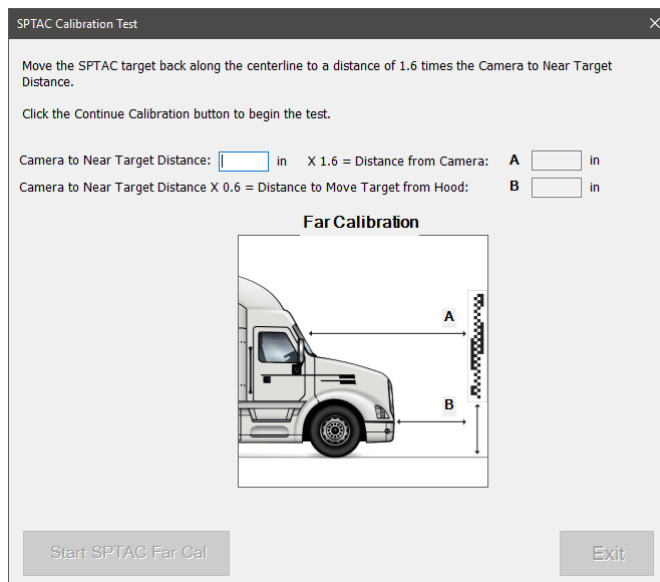 SPTAC Calibration Test
Move the SPTAC target back along the centerline to a distance of 1.6 times the Camera to Near Target
Distance.
Click the Continue Calibration button to begin the test.
Camera to Near Target Distance: in X 1.6 = Distance from Camera: A in
Camera to Near Target Distance X 0.6 = Distance to Move Target from Hood: B in
Far Calibration
A
B
Start SPTAC Far Cal Exit